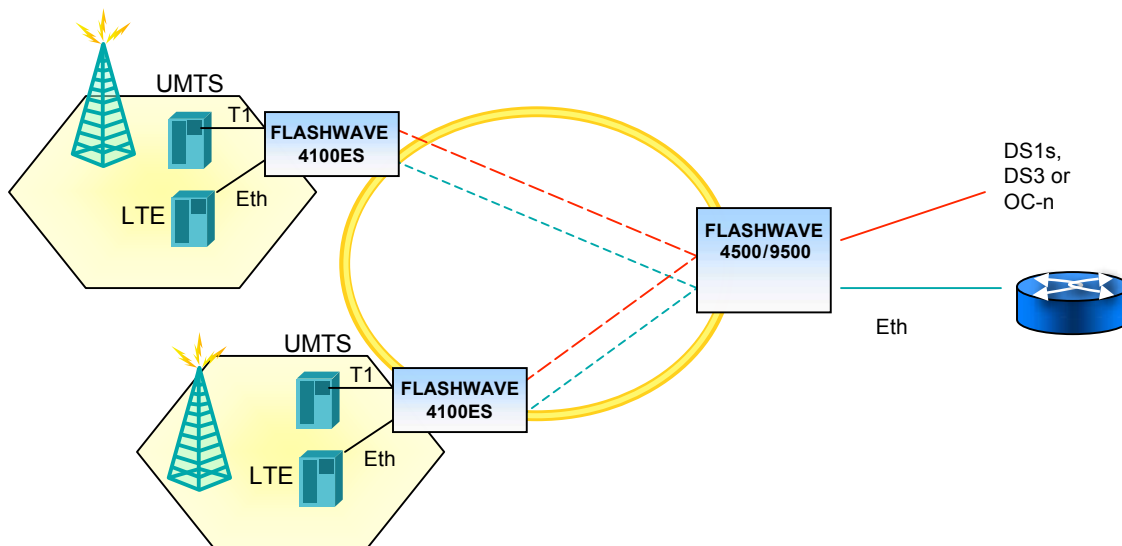 UMTS
T1
FLASHWAVE
4100ES
Eth
LTE
DS1s,
DS3 or
OC-n
FLASHWAVE
4500/9500
Eth
UMTS
T1
FLASHWAVE
4100ES
Eth
LTE